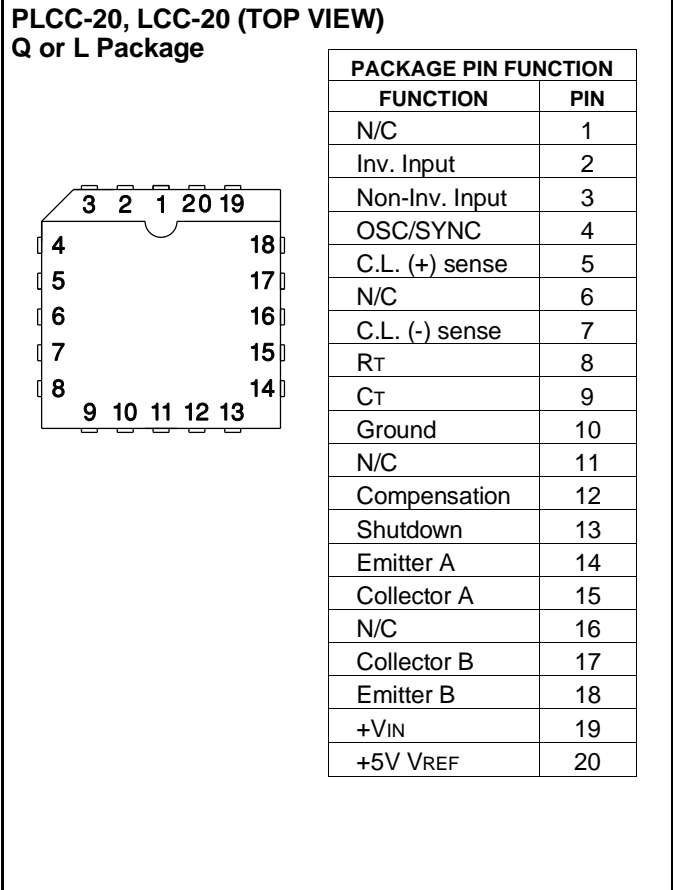 PLCC-20, LCC-20 (TOP VIEW)
Q or L Package
3 2 1 20 19
4 18
5 17
6 16
7 15
8 14
9 10 11 12 13
PACKAGE PIN FUNCTION
FUNCTION PIN
N/C 1
Inv. Input 2
Non-Inv. Input 3
OSC/SYNC 4
C.L. (+) sense 5
N/C 6
C.L. (-) sense 7
RT 8
CT 9
Ground 10
N/C 11
Compensation 12
Shutdown 13
Emitter A 14
Collector A 15
N/C 16
Collector B 17
Emitter B 18
+VIN 19
+5V VREF 20